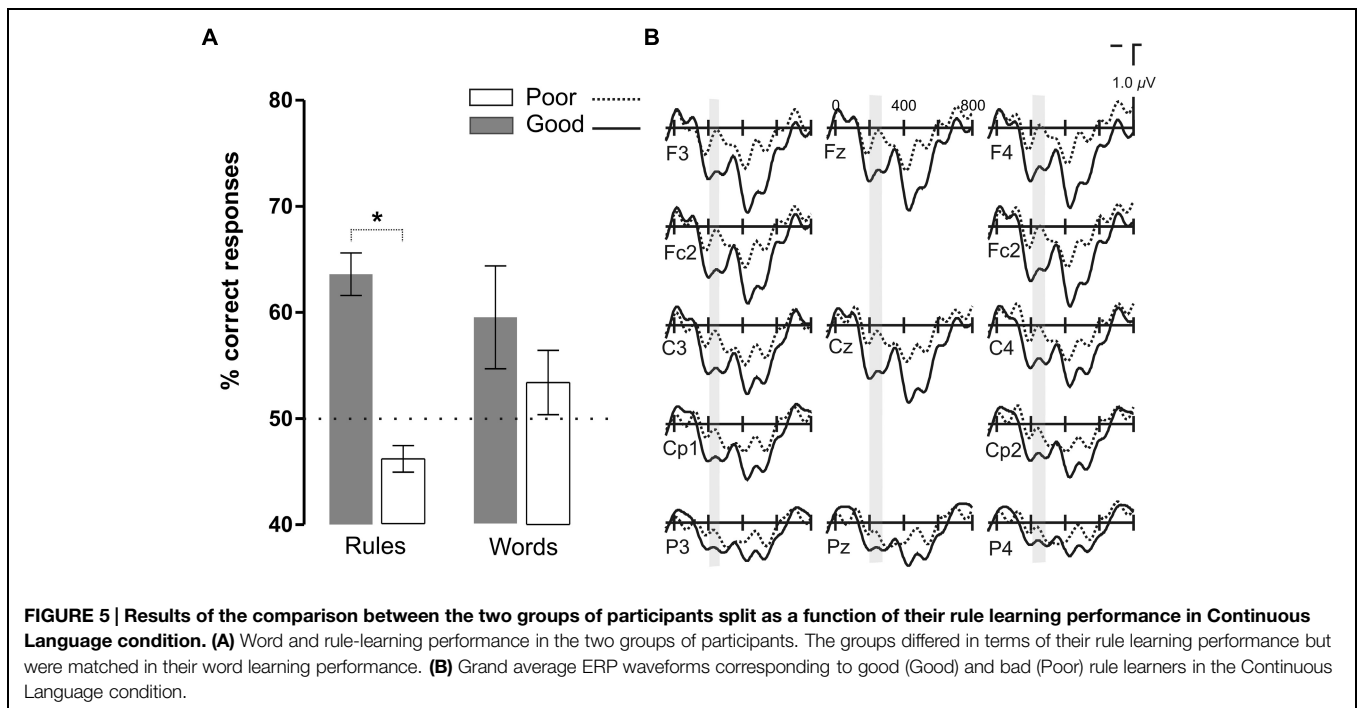 A
B
Poor
Good
% correct responses
80
70
60
50
40
*
Rules
Words
−
1.0 µV
0 400 800
F3
Fz
F4
Fc2
Fc2
C3
Cz
C4
Cp1
Cp2
P3
Pz
P4
FIGURE 5 | Results of the comparison between the two groups of participants split as a function of their rule learning performance in Continuous
Language condition. (A) Word and rule-learning performance in the two groups of participants. The groups differed in terms of their rule learning performance but
were matched in their word learning performance. (B) Grand average ERP waveforms corresponding to good (Good) and bad (Poor) rule learners in the Continuous
Language condition.